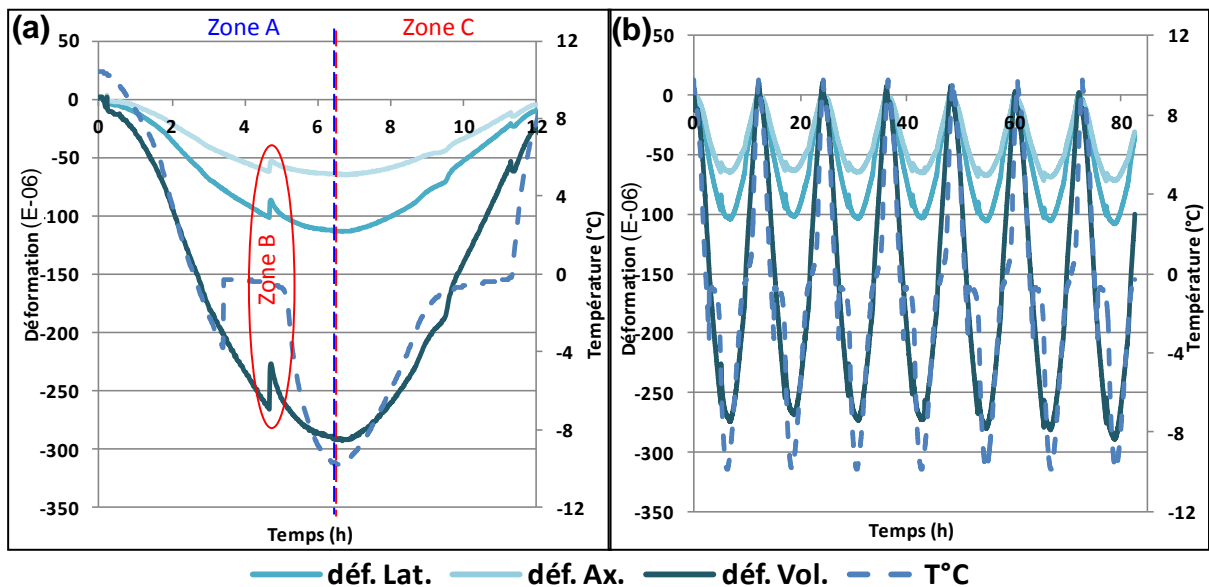 (a)
Zone A
Zone C
50
0
-50
-100
-150
-200
-250
-300
-350
0
2
4
6
8
10
12
12
8
4
0
-4
-8
-12
Déformation (E-06)
Température (°C)
Temps (h)
Zone B
(b)
50
0
-50
-100
-150
-200
-250
-300
-350
0
20
40
60
80
12
8
4
0
-4
-8
-12
Déformation (E-06)
Température (°C)
Temps (h)
déf. Lat.
déf. Ax.
déf. Vol.
T°C